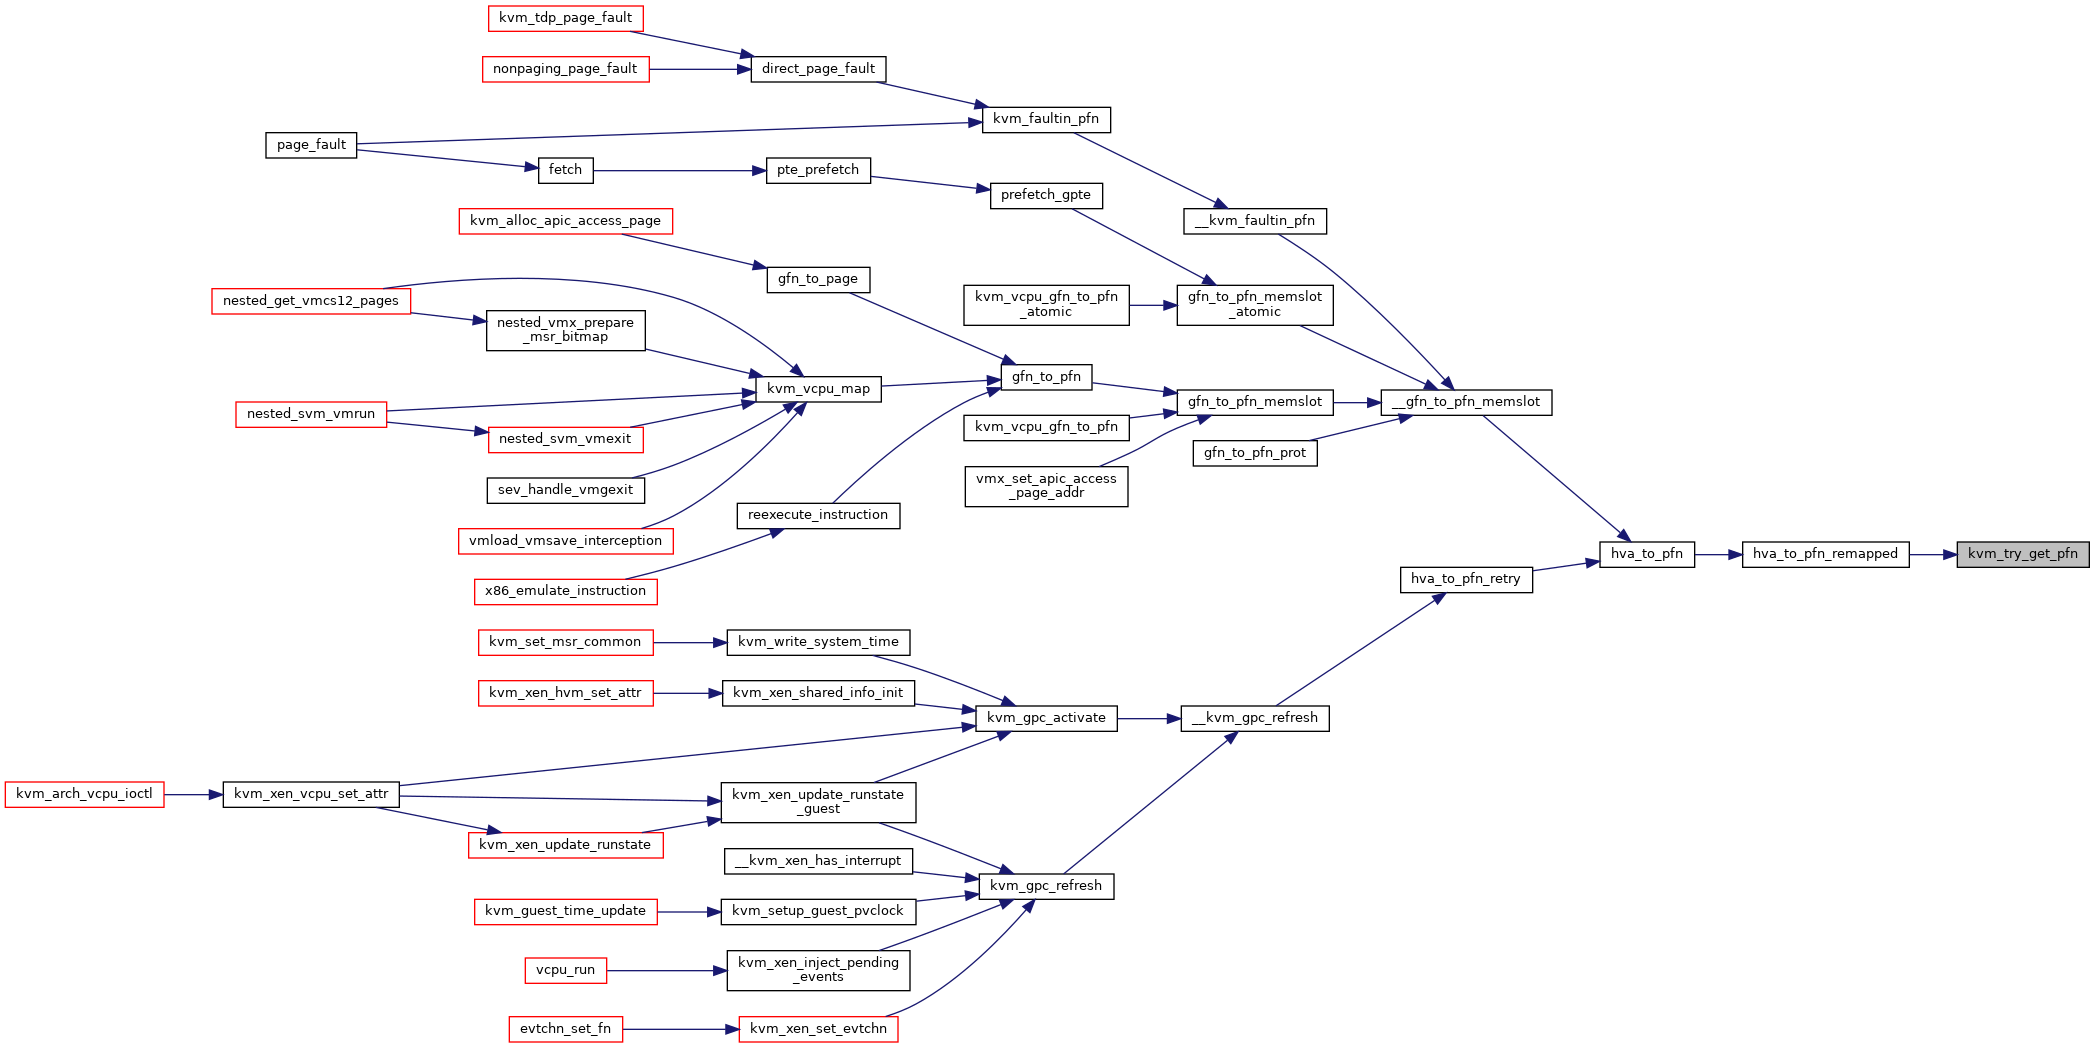 kvm_tdp_page_fault
nonpaging_page_fault
direct_page_fault
kvm_faultin_pfn
page_fault
fetch
pte_prefetch
prefetch_gpte
kvm_alloc_apic_access_page
__kvm_faultin_pfn
gfn_to_page
nested_get_vmcs12_pages
kvm_vcpu_gfn_to_pfn
_atomic
gfn_to_pfn_memslot
_atomic
nested_vmx_prepare
_msr_bitmap
gfn_to_pfn
kvm_vcpu_map
nested_svm_vmrun
gfn_to_pfn_memslot
__gfn_to_pfn_memslot
kvm_vcpu_gfn_to_pfn
nested_svm_vmexit
gfn_to_pfn_prot
vmx_set_apic_access
_page_addr
sev_handle_vmgexit
reexecute_instruction
vmload_vmsave_interception
hva_to_pfn
hva_to_pfn_remapped
kvm_try_get_pfn
hva_to_pfn_retry
x86_emulate_instruction
kvm_set_msr_common
kvm_write_system_time
kvm_xen_hvm_set_attr
kvm_xen_shared_info_init
kvm_gpc_activate
__kvm_gpc_refresh
kvm_arch_vcpu_ioctl
kvm_xen_vcpu_set_attr
kvm_xen_update_runstate
_guest
kvm_xen_update_runstate
__kvm_xen_has_interrupt
kvm_gpc_refresh
kvm_guest_time_update
kvm_setup_guest_pvclock
vcpu_run
kvm_xen_inject_pending
_events
evtchn_set_fn
kvm_xen_set_evtchn